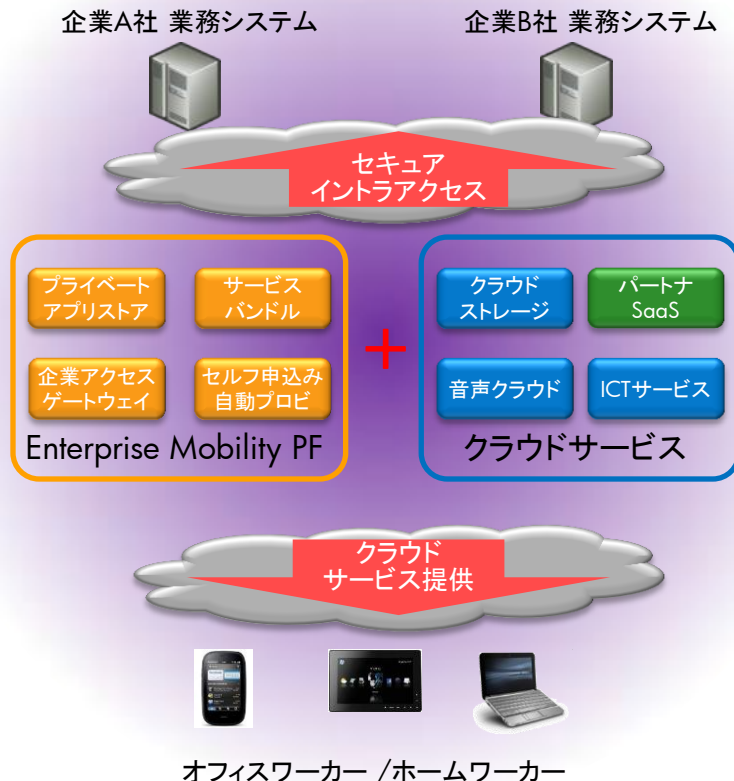 企業A社 業務システム
企業B社 業務システム
セキュア
イントラアクセス
プライベート
アプリストア
サービス
バンドル
企業アクセス
ゲートウェイ
セルフ申込み
自動プロビ
Enterprise Mobility PF
+
クラウド
ストレージ
パートナ
SaaS
音声クラウド
ICTサービス
クラウドサービス
クラウド
サービス提供
オフィスワーカー /ホームワーカー